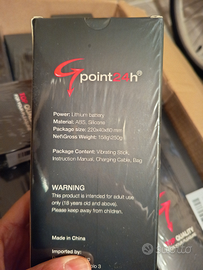 Gpoint24h®
Power: Lithium battery
Material: ABS, Silicone
Package size: 220x40x60mm
Net\Gross Weight: 158g\250g
Package Content: Vibrating Stick,
Instruction Manual, Charging Cable, Bag
WARNING
This product is intended for adult use
only (18 years old and above).
Please keep away from children.
Made in China
Imported by
QUALITY